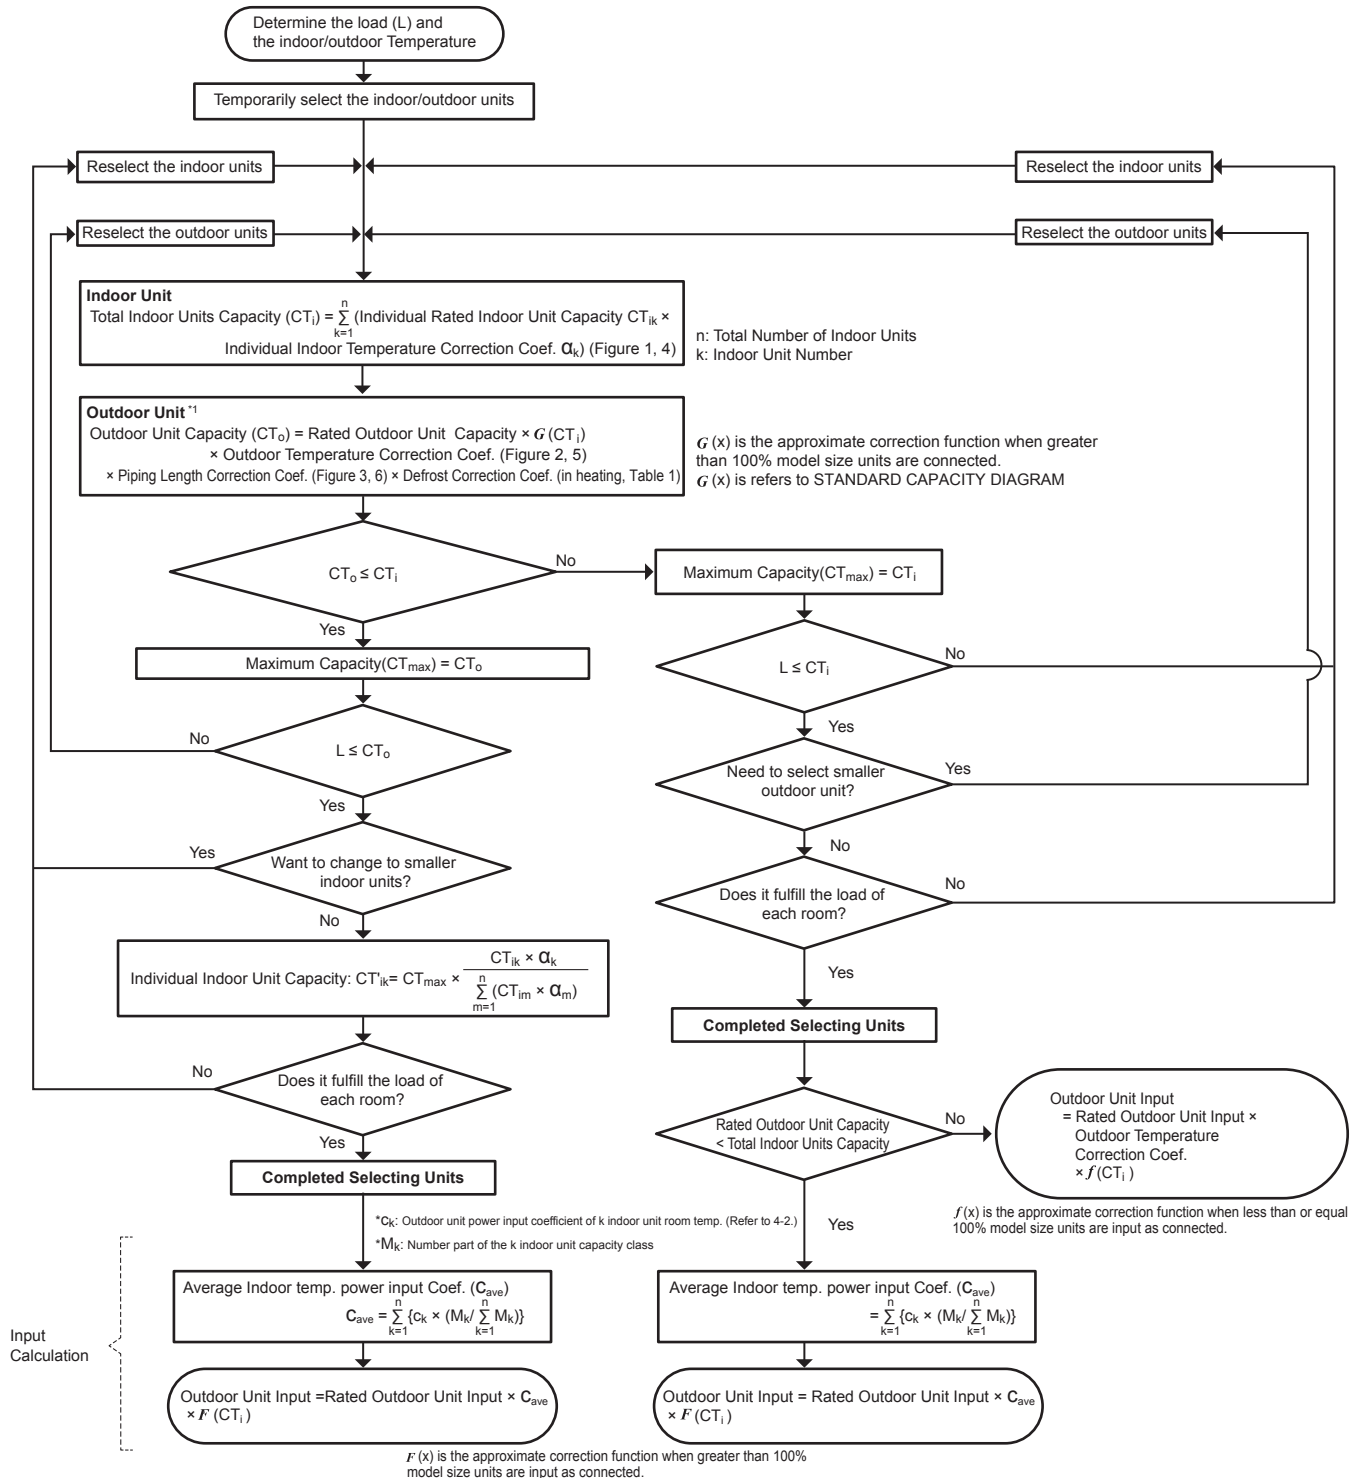 Determine the load (L) and
the indoor/outdoor Temperature
Temporarily select the indoor/outdoor units
Reselect the indoor units
Reselect the indoor units
Reselect the outdoor units
Reselect the outdoor units
Indoor Unit
Total Indoor Units Capacity (CTi) = Σ (Individual Rated Indoor Unit Capacity CTik ×
n
k=1
Individual Indoor Temperature Correction Coef. αk) (Figure 1, 4)
n: Total Number of Indoor Units
k: Indoor Unit Number
Outdoor Unit *1
Outdoor Unit Capacity (CTo) = Rated Outdoor Unit Capacity × G (CTi)
× Outdoor Temperature Correction Coef. (Figure 2, 5)
× Piping Length Correction Coef. (Figure 3, 6) × Defrost Correction Coef. (in heating, Table 1)
G (x) is the approximate correction function when greater
than 100% model size units are connected.
G (x) is refers to STANDARD CAPACITY DIAGRAM
CTo ≤ CTi
No
Maximum Capacity(CTmax) = CTi
Yes
Maximum Capacity(CTmax) = CTo
L ≤ CTi
No
Yes
L ≤ CTo
No
Yes
Need to select smaller
outdoor unit?
Yes
No
Want to change to smaller
indoor units?
Yes
No
Does it fulfill the load of
each room?
No
Yes
Individual Indoor Unit Capacity: CT'ik= CTmax ×
CTik × αk
n
Σ (CTim × αm)
m=1
Completed Selecting Units
Does it fulfill the load of
each room?
No
Yes
Rated Outdoor Unit Capacity
< Total Indoor Units Capacity
No
Yes
Outdoor Unit Input
= Rated Outdoor Unit Input ×
Outdoor Temperature
Correction Coef.
× f (CTi )
f (x) is the approximate correction function when less than or equal
100% model size units are input as connected.
Completed Selecting Units
*ck: Outdoor unit power input coefficient of k indoor unit room temp. (Refer to 4-2.)
*Mk: Number part of the k indoor unit capacity class
Input
Calculation
Average Indoor temp. power input Coef. (Cave)
n n
Cave = Σ {ck × (Mk/ Σ Mk)}
k=1 k=1
Average Indoor temp. power input Coef. (Cave)
n n
= Σ {ck × (Mk/ Σ Mk)}
k=1 k=1
Outdoor Unit Input =Rated Outdoor Unit Input × Cave
× F (CTi )
Outdoor Unit Input = Rated Outdoor Unit Input × Cave
× F (CTi )
F (x) is the approximate correction function when greater than 100%
model size units are input as connected.